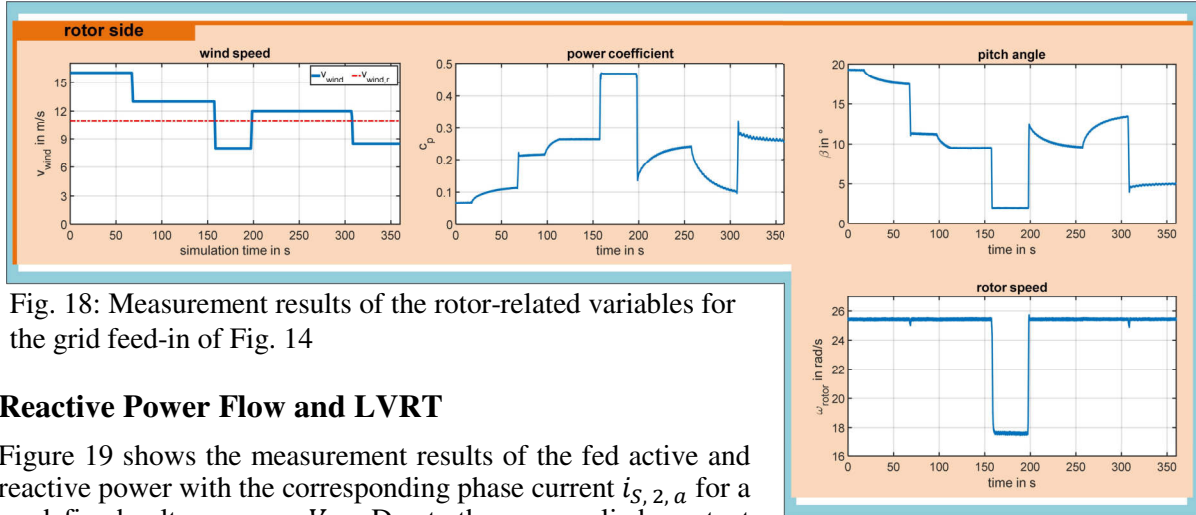 rotor side
wind speed
v_wind in m/s
15
12
9
6
3
0
v_wind v_wind,r
0 50 100 150 200 250 300 350
simulation time in s
power coefficient
c_p
0.5
0.4
0.3
0.2
0.1
0
0 50 100 150 200 250 300 350
time in s
pitch angle
β in °
20
15
10
5
0
0 50 100 150 200 250 300 350
time in s
rotor speed
ω_rotor in rad/s
26
24
22
20
18
16
0 50 100 150 200 250 300 350
time in s
Fig. 18: Measurement results of the rotor-related variables for
the grid feed-in of Fig. 14
Reactive Power Flow and LVRT
Figure 19 shows the measurement results of the fed active and
reactive power with the corresponding phase current i_S, 2, a for a